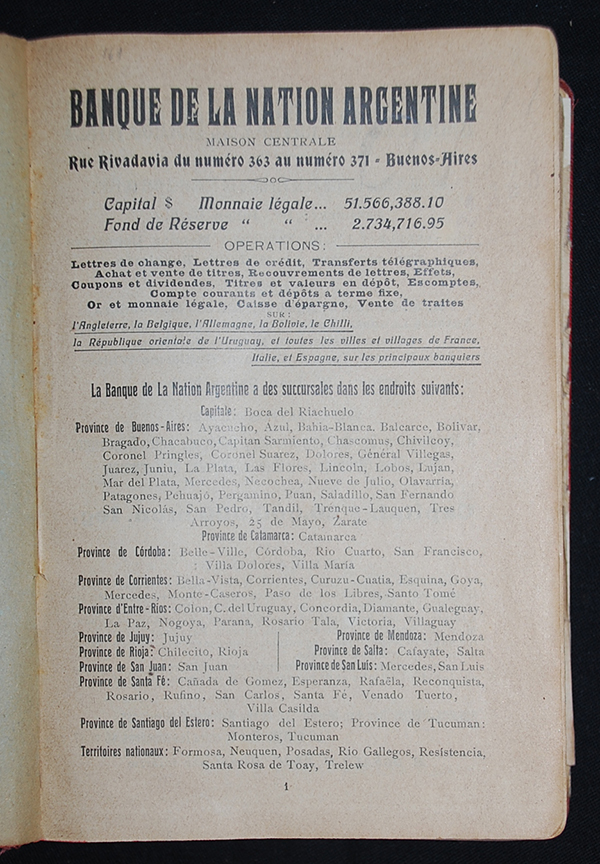 BANQUE DE LA NATION ARGENTINE
MAISON CENTRALE
Rue Rivadavia du numéro 363 au numéro 371 - Buenos-Aires
Capital $ Monnaie légale... 51.566,388.10
Fond de Réserve “ “ ... 2.734,716.95
OPERATIONS:
Lettres de change, Lettres de crédit, Transferts télégraphiques,
Achat et vente de titres, Recouvrements de lettres, Effets,
Coupons et dividendes, Titres et valeurs en dépôt, Escomptes,
Compte courants et dépôts a terme fixe,
Or et monnaie légale, Caisse d'épargne, Vente de traites
SUR:
l'Angleterre, la Belgique, l'Allemagne, la Bolivie, le Chili,
la République orientale de l'Uruguay, et toutes les villes et villages de France,
Italie, et Espagne, sur les principaux banquiers
La Banque de La Nation Argentine a des succursales dans les endroits suivants:
Capitale: Boca del Riachuelo
Province de Buenos-Aires: Ayacucho, Azul, Bahia-Blanca, Balcarce, Bolivar,
Bragado, Chacabuco, Capitan Sarmiento, Chascomus, Chivilcoy,
Coronel Pringles, Coronel Suarez, Dolores, Général Villegas,
Juarez, Juniu, La Plata, Las Flores, Lincoln, Lobos, Lujan,
Mar del Plata, Mercedes, Necochea, Nueve de Julio, Olavarría,
Patagones, Pehuajó, Pergamino, Puan, Saladillo, San Fernando
San Nicolás, San Pedro, Tandil, Trenque-Lauquen, Tres
Arroyos, 25 de Mayo, Zarate
Province de Catamarca: Catamarca
Province de Córdoba: Belle-Ville, Córdoba, Rio Cuarto, San Francisco,
: Villa Dolores, Villa María
Province de Corrientes: Bella-Vista, Corrientes, Curuzu-Cuatia, Esquina, Goya,
Mercedes, Monte-Caseros, Paso de los Libres, Santo Tomé
Province d'Entre-Rios: Colon, C. del Uruguay, Concordia, Diamante, Gualeguay,
La Paz, Nogoya, Parana, Rosario Tala, Victoria, Villaguay
Province de Jujuy: Jujuy
Province de Mendoza: Mendoza
Province de Rioja: Chilecito, Rioja
Province de Salta: Cafayate, Salta
Province de San Juan: San Juan
Province de San Luis: Mercedes, San Luis
Province de Santa Fé: Cañada de Gomez, Esperanza, Rafaëla, Reconquista,
Rosario, Rufino, San Carlos, Santa Fé, Venado Tuerto,
Villa Casilda
Province de Santiago del Estero: Santiago del Estero; Province de Tucuman:
Monteros, Tucuman
Territoires nationaux: Formosa, Neuquen, Posadas, Rio Gallegos, Resistencia,
Santa Rosa de Toay, Trelew
1